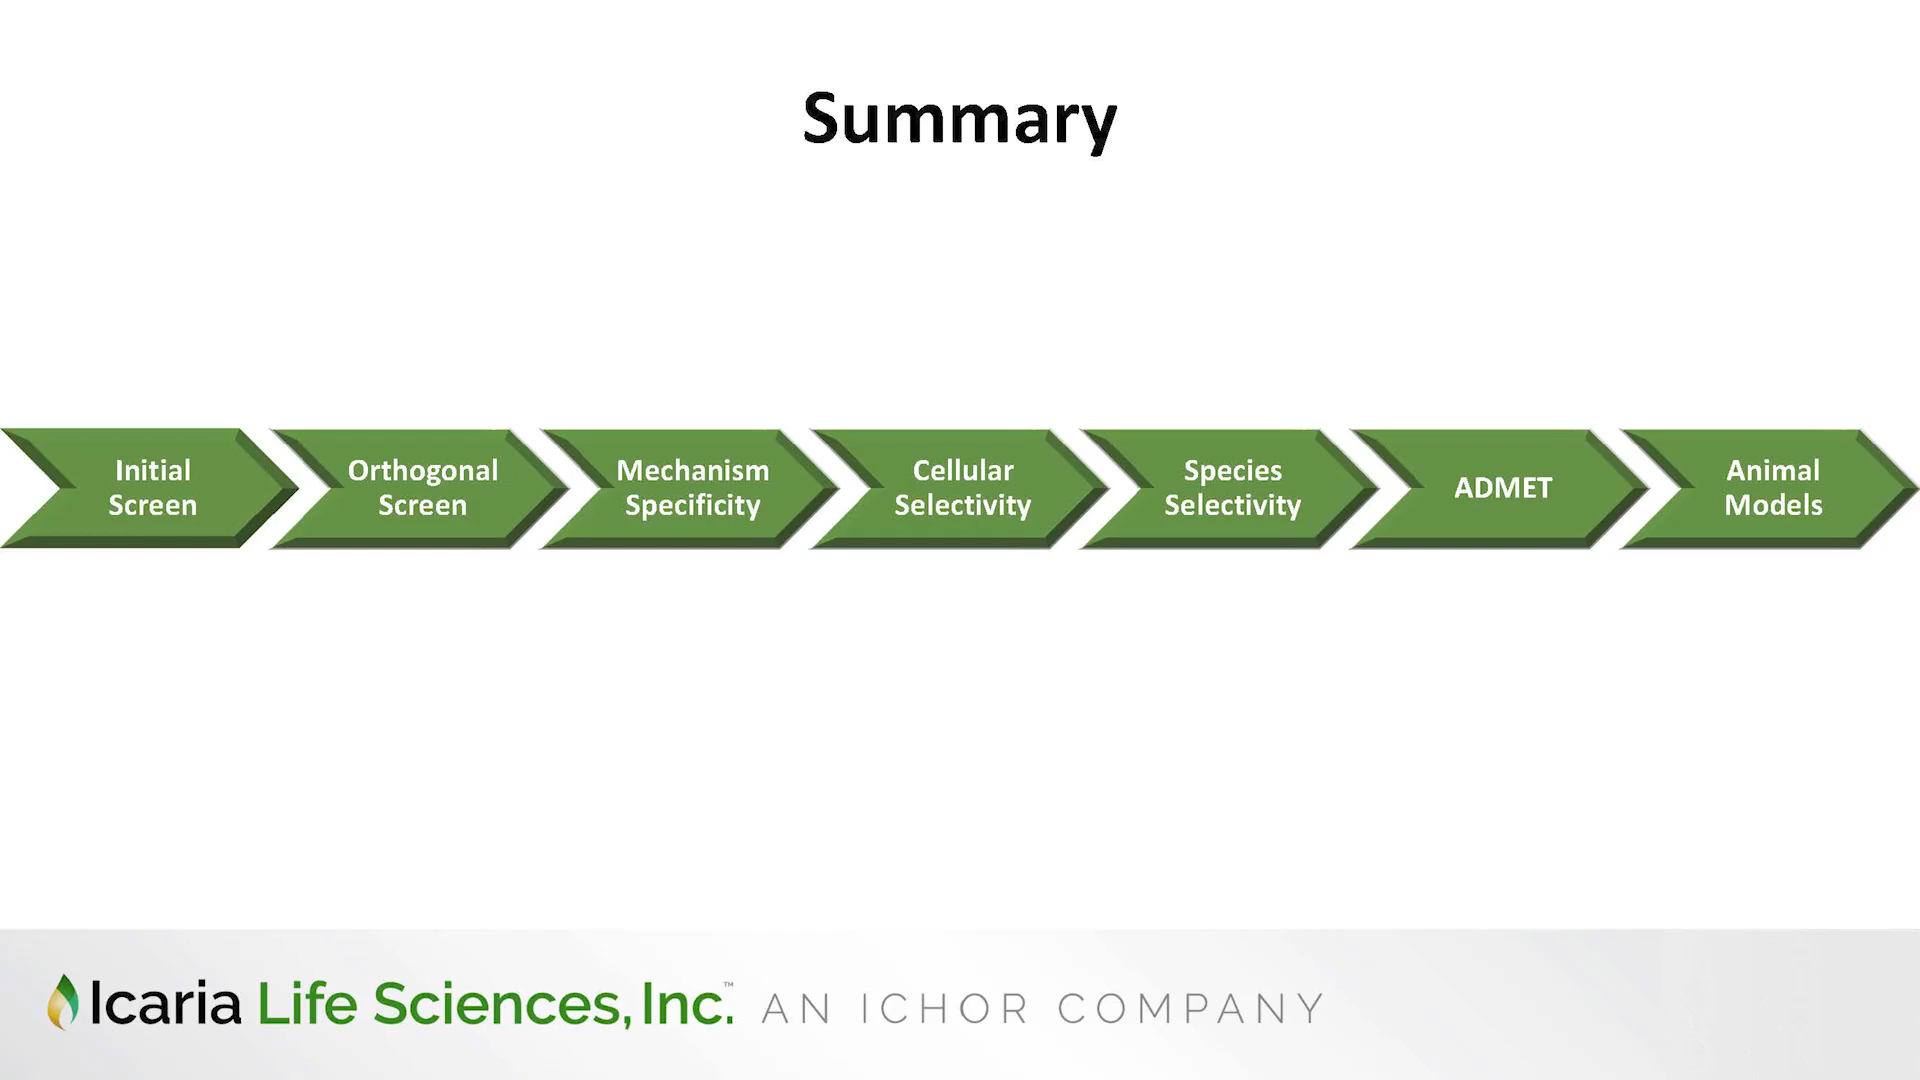 Summary
Initial
Screen
Orthogonal
Screen
Mechanism
Specificity
Cellular
Selectivity
Species
Selectivity
ADMET
Animal
Models
Icaria Life Sciences, Inc.™ AN ICHOR COMPANY